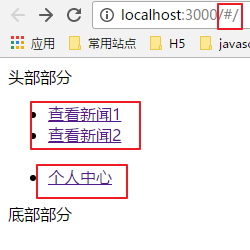 localhost:3000/#/
应用 常用站点 H5 javasc
头部部分
查看新闻1
查看新闻2
个人中心
底部部分